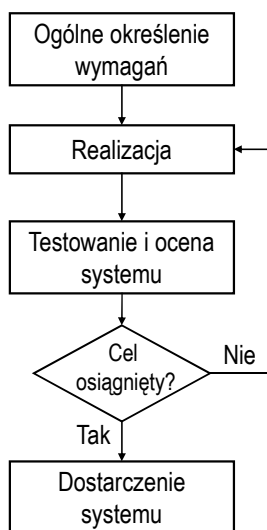 Ogólne określenie
wymagań
Realizacja
Testowanie i ocena
systemu
Cel
osiągnięty?
Nie
Tak
Dostarczenie
systemu